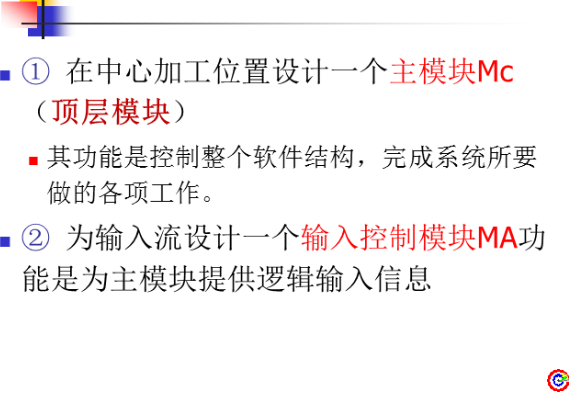 ① 在中心加工位置设计一个主模块Mc
（顶层模块）
其功能是控制整个软件结构，完成系统所要
做的各项工作。
② 为输入流设计一个输入控制模块MA功
能是为主模块提供逻辑输入信息